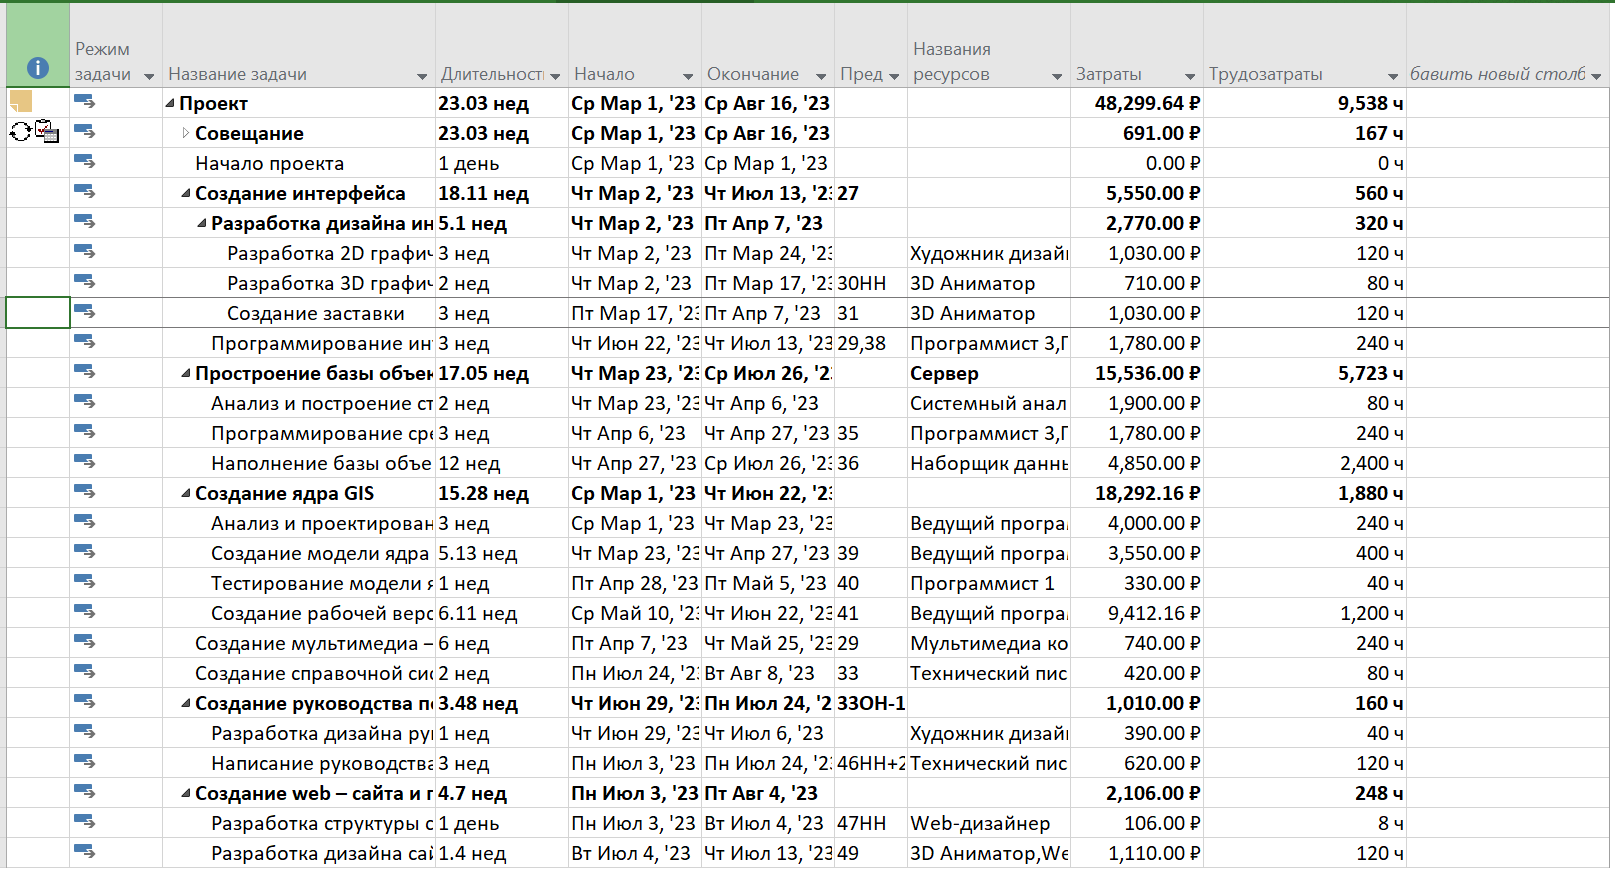 Режим задачи Название задачи Длительност Начало Окончание Пред Названия ресурсов Затраты Трудозатраты бавить новый столб
Проект 23.03 нед Ср Мар 1, '23 Ср Авг 16, '23 48,299.64 ₽ 9,538 ч
Совещание 23.03 нед Ср Мар 1, '23 Ср Авг 16, '23 691.00 ₽ 167 ч
Начало проекта 1 день Ср Мар 1, '23 Ср Мар 1, '23 0.00 ₽ 0 ч
Создание интерфейса 18.11 нед Чт Мар 2, '23 Чт Июл 13, '23 27 5,550.00 ₽ 560 ч
Разработка дизайна ин 5.1 нед Чт Мар 2, '23 Пт Апр 7, '23 2,770.00 ₽ 320 ч
Разработка 2D графич 3 нед Чт Мар 2, '23 Пт Мар 24, '23 Художник дизайн 1,030.00 ₽ 120 ч
Разработка 3D графич 2 нед Чт Мар 2, '23 Пт Мар 17, '23 30НН 3D Аниматор 710.00 ₽ 80 ч
Создание заставки 3 нед Пт Мар 17, '23 Пт Апр 7, '23 31 3D Аниматор 1,030.00 ₽ 120 ч
Программирование инт 3 нед Чт Июн 22, '23 Чт Июл 13, '23 29,38 Программист 3,П 1,780.00 ₽ 240 ч
Простроение базы объек 17.05 нед Чт Мар 23, '23 Ср Июл 26, '23 Сервер 15,536.00 ₽ 5,723 ч
Анализ и построение ст 2 нед Чт Мар 23, '23 Чт Апр 6, '23 Системный анал 1,900.00 ₽ 80 ч
Программирование сре 3 нед Чт Апр 6, '23 Чт Апр 27, '23 35 Программист 3,П 1,780.00 ₽ 240 ч
Наполнение базы объе 12 нед Чт Апр 27, '23 Ср Июл 26, '23 36 Наборщик данны 4,850.00 ₽ 2,400 ч
Создание ядра GIS 15.28 нед Ср Мар 1, '23 Чт Июн 22, '23 18,292.16 ₽ 1,880 ч
Анализ и проектирован 3 нед Ср Мар 1, '23 Чт Мар 23, '23 Ведущий програ 4,000.00 ₽ 240 ч
Создание модели ядра 5.13 нед Чт Мар 23, '23 Чт Апр 27, '23 39 Ведущий програ 3,550.00 ₽ 400 ч
Тестирование модели я 1 нед Пт Апр 28, '23 Пт Май 5, '23 40 Программист 1 330.00 ₽ 40 ч
Создание рабочей верс 6.11 нед Ср Май 10, '23 Чт Июн 22, '23 41 Ведущий програ 9,412.16 ₽ 1,200 ч
Создание мультимедиа – 6 нед Пт Апр 7, '23 Чт Май 25, '23 29 Мультимедиа ко 740.00 ₽ 240 ч
Создание справочной сис 2 нед Пн Июл 24, '23 Вт Авг 8, '23 33 Технический пис 420.00 ₽ 80 ч
Создание руководства по 3.48 нед Чт Июн 29, '23 Пн Июл 24, '2 33ОН-1 1,010.00 ₽ 160 ч
Разработка дизайна рук 1 нед Чт Июн 29, '23 Чт Июл 6, '23 Художник дизайн 390.00 ₽ 40 ч
Написание руководства 3 нед Пн Июл 3, '23 Пн Июл 24, '23 46НН+2 Технический пис 620.00 ₽ 120 ч
Создание web – сайта и г 4.7 нед Пн Июл 3, '23 Пт Авг 4, '23 2,106.00 ₽ 248 ч
Разработка структуры с 1 день Пн Июл 3, '23 Вт Июл 4, '23 47НН Web-дизайнер 106.00 ₽ 8 ч
Разработка дизайна сай 1.4 нед Вт Июл 4, '23 Чт Июл 13, '23 49 3D Аниматор,We 1,110.00 ₽ 120 ч